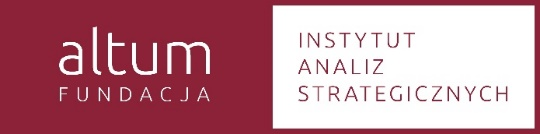 altum
FUNDACJA
INSTYTUT
ANALIZ
STRATEGICZNYCH